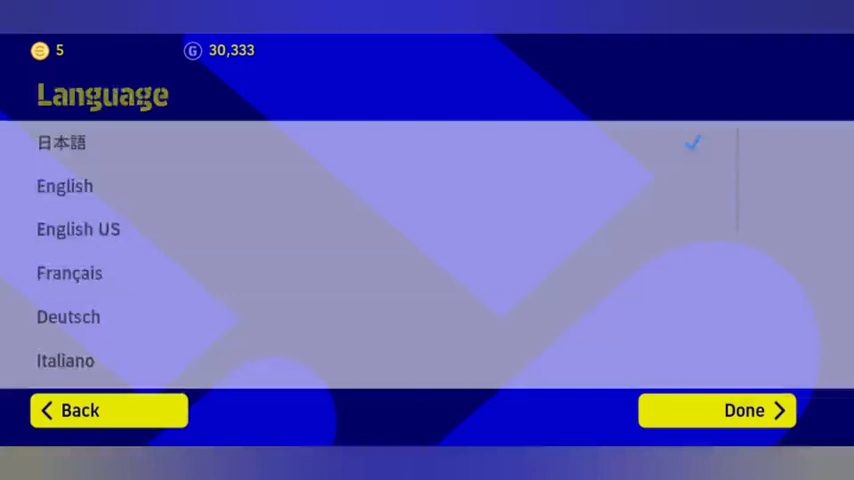 5
G 30,333
Language
日本語
English
English US
Français
Deutsch
Italiano
Back
Done